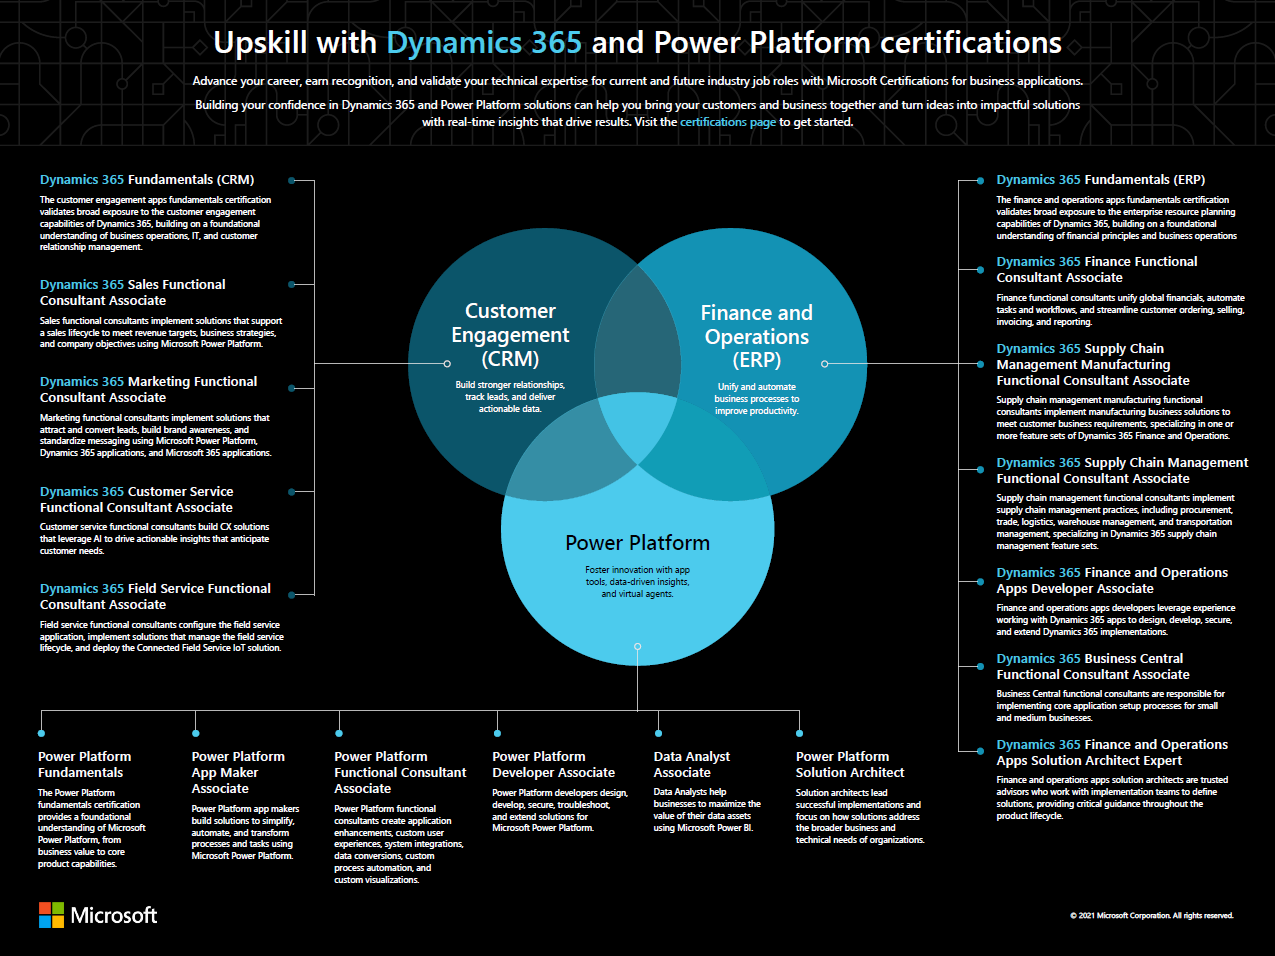 Upskill with Dynamics 365 and Power Platform certifications
Advance your career, earn recognition, and validate your technical expertise for current and future industry job roles with Microsoft Certifications for business applications.
Building your confidence in Dynamics 365 and Power Platform solutions can help you bring your customers and business together and turn ideas into impactful solutions
with real-time insights that drive results. Visit the certifications page to get started.
Dynamics 365 Fundamentals (CRM)
The customer engagement apps fundamentals certification
validates broad exposure to the customer engagement
capabilities of Dynamics 365, building on a foundational
understanding of business operations, IT, and customer
relationship management.
Dynamics 365 Sales Functional
Consultant Associate
Sales functional consultants implement solutions that support
a sales lifecycle to meet revenue targets, business strategies,
and company objectives using Microsoft Power Platform.
Dynamics 365 Marketing Functional
Consultant Associate
Marketing functional consultants implement solutions that
attract and convert leads, build brand awareness, and
standardize messaging using Microsoft Power Platform,
Dynamics 365 applications, and Microsoft 365 applications.
Dynamics 365 Customer Service
Functional Consultant Associate
Customer service functional consultants build CX solutions
that leverage AI to drive actionable insights that anticipate
customer needs.
Dynamics 365 Field Service Functional
Consultant Associate
Field service functional consultants configure the field service
application, implement solutions that manage the field service
lifecycle, and deploy the Connected Field Service IoT solution.
Customer
Engagement
(CRM)
Build stronger relationships,
track leads, and deliver
actionable data.
Finance and
Operations
(ERP)
Unify and automate
business processes to
improve productivity.
Power Platform
Foster innovation with app
tools, data-driven insights,
and virtual agents.
Dynamics 365 Fundamentals (ERP)
The finance and operations apps fundamentals certification
validates broad exposure to the enterprise resource planning
capabilities of Dynamics 365, building on a foundational
understanding of financial principles and business operations
Dynamics 365 Finance Functional
Consultant Associate
Finance functional consultants unify global financials, automate
tasks and workflows, and streamline customer ordering, selling,
invoicing, and reporting.
Dynamics 365 Supply Chain
Management Manufacturing
Functional Consultant Associate
Supply chain management manufacturing functional
consultants implement manufacturing business solutions to
meet customer business requirements, specializing in one or
more feature sets of Dynamics 365 Finance and Operations.
Dynamics 365 Supply Chain Management
Functional Consultant Associate
Supply chain management functional consultants implement
supply chain management practices, including procurement,
trade, logistics, warehouse management, and transportation
management, specializing in Dynamics 365 supply chain
management feature sets.
Dynamics 365 Finance and Operations
Apps Developer Associate
Finance and operations apps developers leverage experience
working with Dynamics 365 apps to design, develop, secure,
and extend Dynamics 365 implementations.
Dynamics 365 Business Central
Functional Consultant Associate
Business Central functional consultants are responsible for
implementing core application setup processes for small
and medium businesses.
Dynamics 365 Finance and Operations
Apps Solution Architect Expert
Finance and operations apps solution architects are trusted
advisors who work with implementation teams to define
solutions, providing critical guidance throughout the
product lifecycle.
Power Platform
Fundamentals
The Power Platform
fundamentals certification
provides a foundational
understanding of Microsoft
Power Platform, from
business value to core
product capabilities.
Power Platform
App Maker
Associate
Power Platform app makers
build solutions to simplify,
automate, and transform
processes and tasks using
Microsoft Power Platform.
Power Platform
Functional Consultant
Associate
Power Platform functional
consultants create application
enhancements, custom user
experiences, system integrations,
data conversions, custom
process automation, and
custom visualizations.
Power Platform
Developer Associate
Power Platform developers design,
develop, secure, troubleshoot,
and extend solutions for
Microsoft Power Platform.
Data Analyst
Associate
Data Analysts help
businesses to maximize the
value of their data assets
using Microsoft Power BI.
Power Platform
Solution Architect
Solution architects lead
successful implementations and
focus on how solutions address
the broader business and
technical needs of organizations.
Microsoft
© 2021 Microsoft Corporation. All rights reserved.